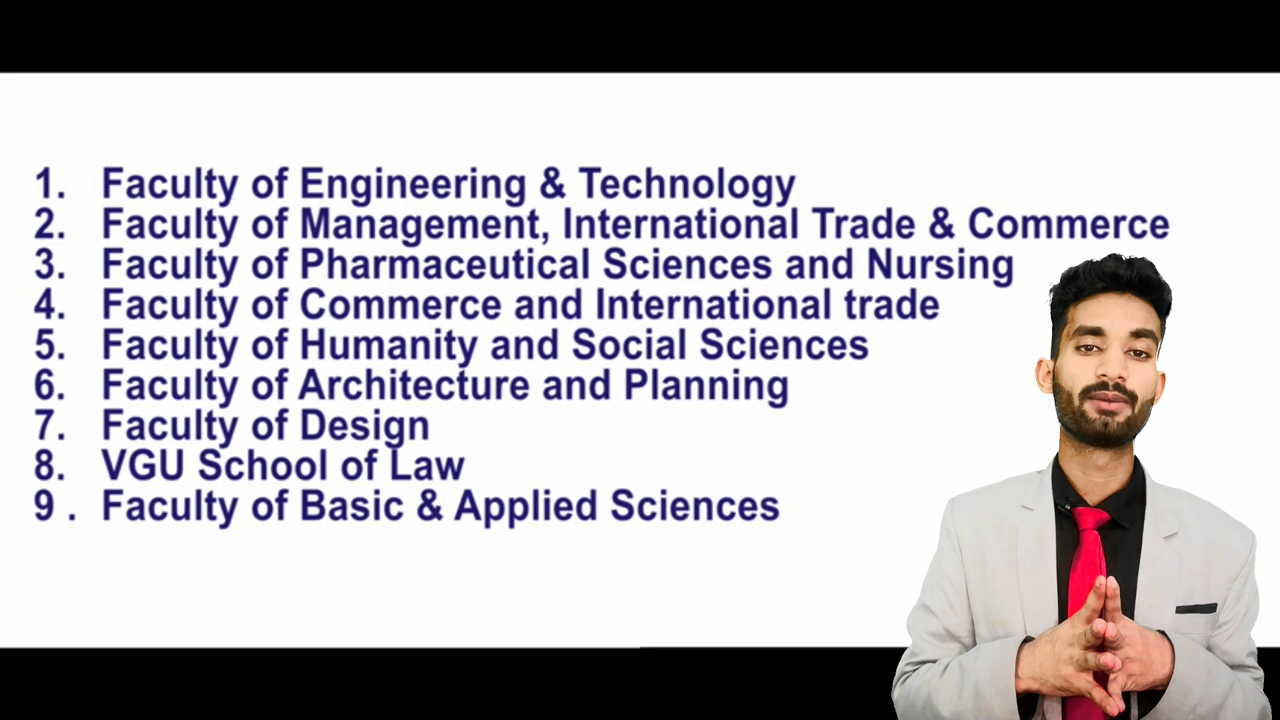 1. Faculty of Engineering & Technology
2. Faculty of Management, International Trade & Commerce
3. Faculty of Pharmaceutical Sciences and Nursing
4. Faculty of Commerce and International trade
5. Faculty of Humanity and Social Sciences
6. Faculty of Architecture and Planning
7. Faculty of Design
8. VGU School of Law
9 . Faculty of Basic & Applied Sciences